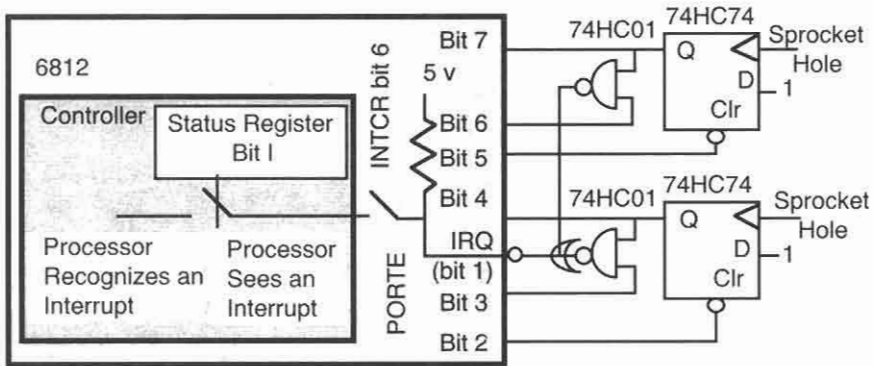 6812
Controller
Status Register
Bit I
Processor
Recognizes an
Interrupt
Processor
Sees an
Interrupt
INTCR bit 6
PORTE
5 v
Bit 7
Bit 6
Bit 5
Bit 4
IRQ
(bit 1)
Bit 3
Bit 2
74HC01
74HC74
Q
D
Clr
1
Sprocket
Hole
74HC01
74HC74
Q
D
Clr
1
Sprocket
Hole